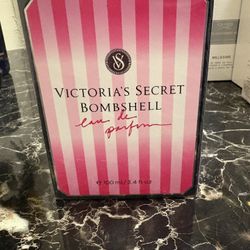 VS
VICTORIA'S SECRET
BOMBSHELL
eau de
parfum
e 100 ml / 3.4 fl oz